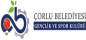 ÇORLU BELEDİYESİ
GENÇLİK VE SPOR KULÜBÜ